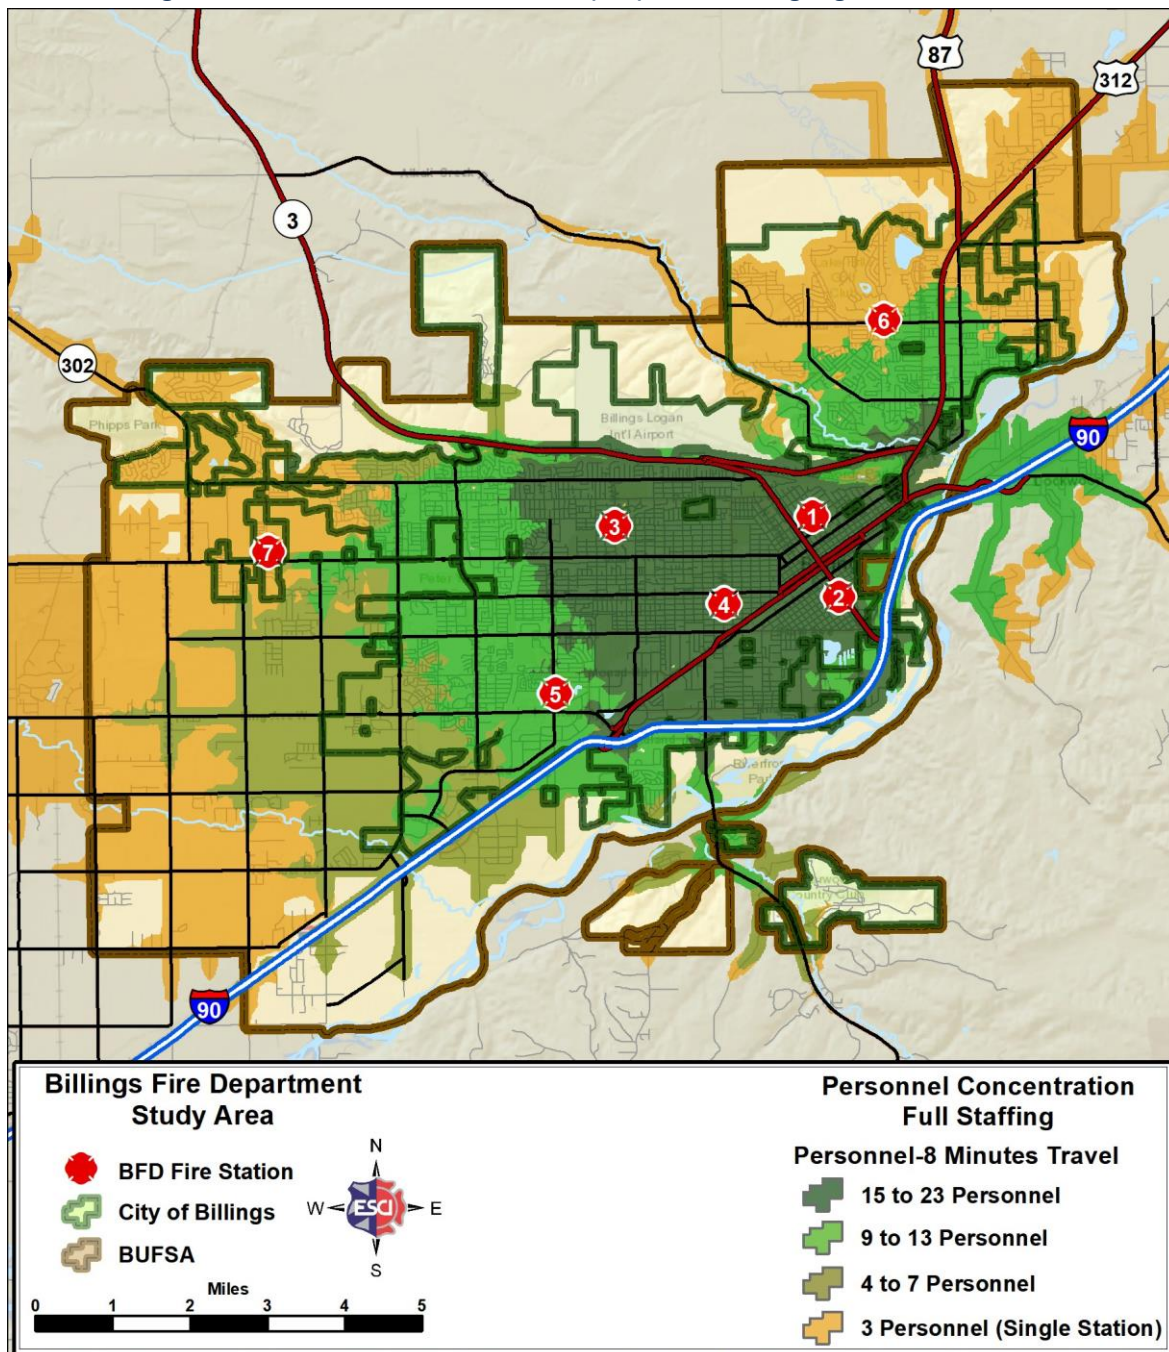 87
312
3
302
6
Phipps Park
Billings Logan
Int'l Airport
90
3
1
7
Peter
4
2
5
90
Billings Fire Department
Study Area
BFD Fire Station
City of Billings
BUFSA
N
W
ESCI
E
S
Miles
0 1 2 3 4 5
Personnel Concentration
Full Staffing
Personnel-8 Minutes Travel
15 to 23 Personnel
9 to 13 Personnel
4 to 7 Personnel
3 Personnel (Single Station)